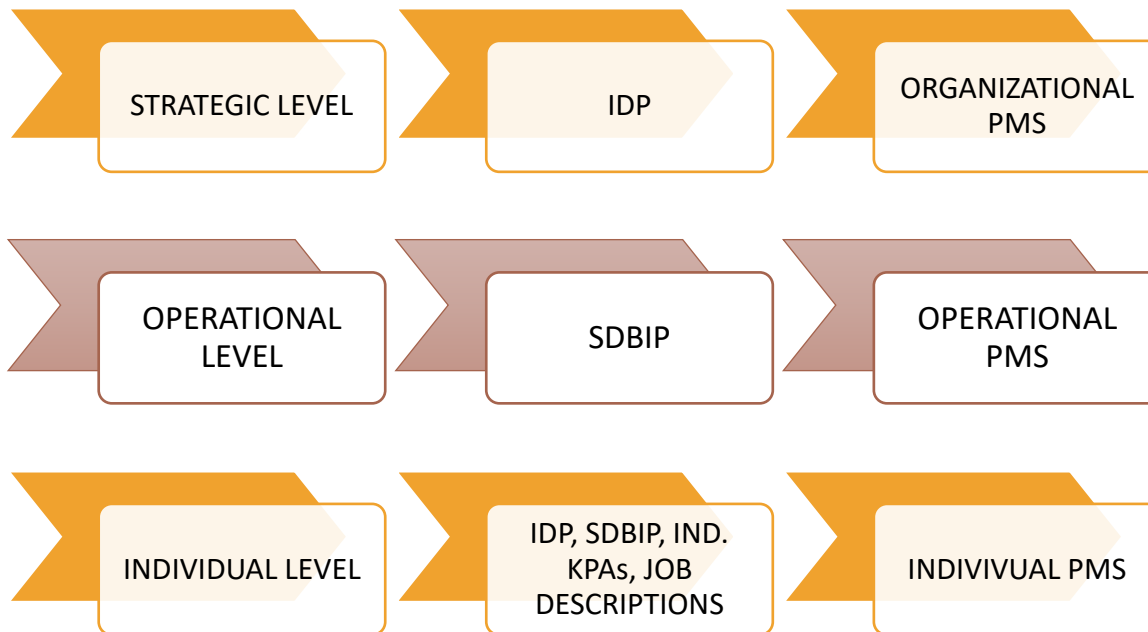 STRATEGIC LEVEL
IDP
ORGANIZATIONAL
PMS
OPERATIONAL
LEVEL
SDBIP
OPERATIONAL
PMS
INDIVIDUAL LEVEL
IDP, SDBIP, IND.
KPAs, JOB
DESCRIPTIONS
INDIVIVUAL PMS